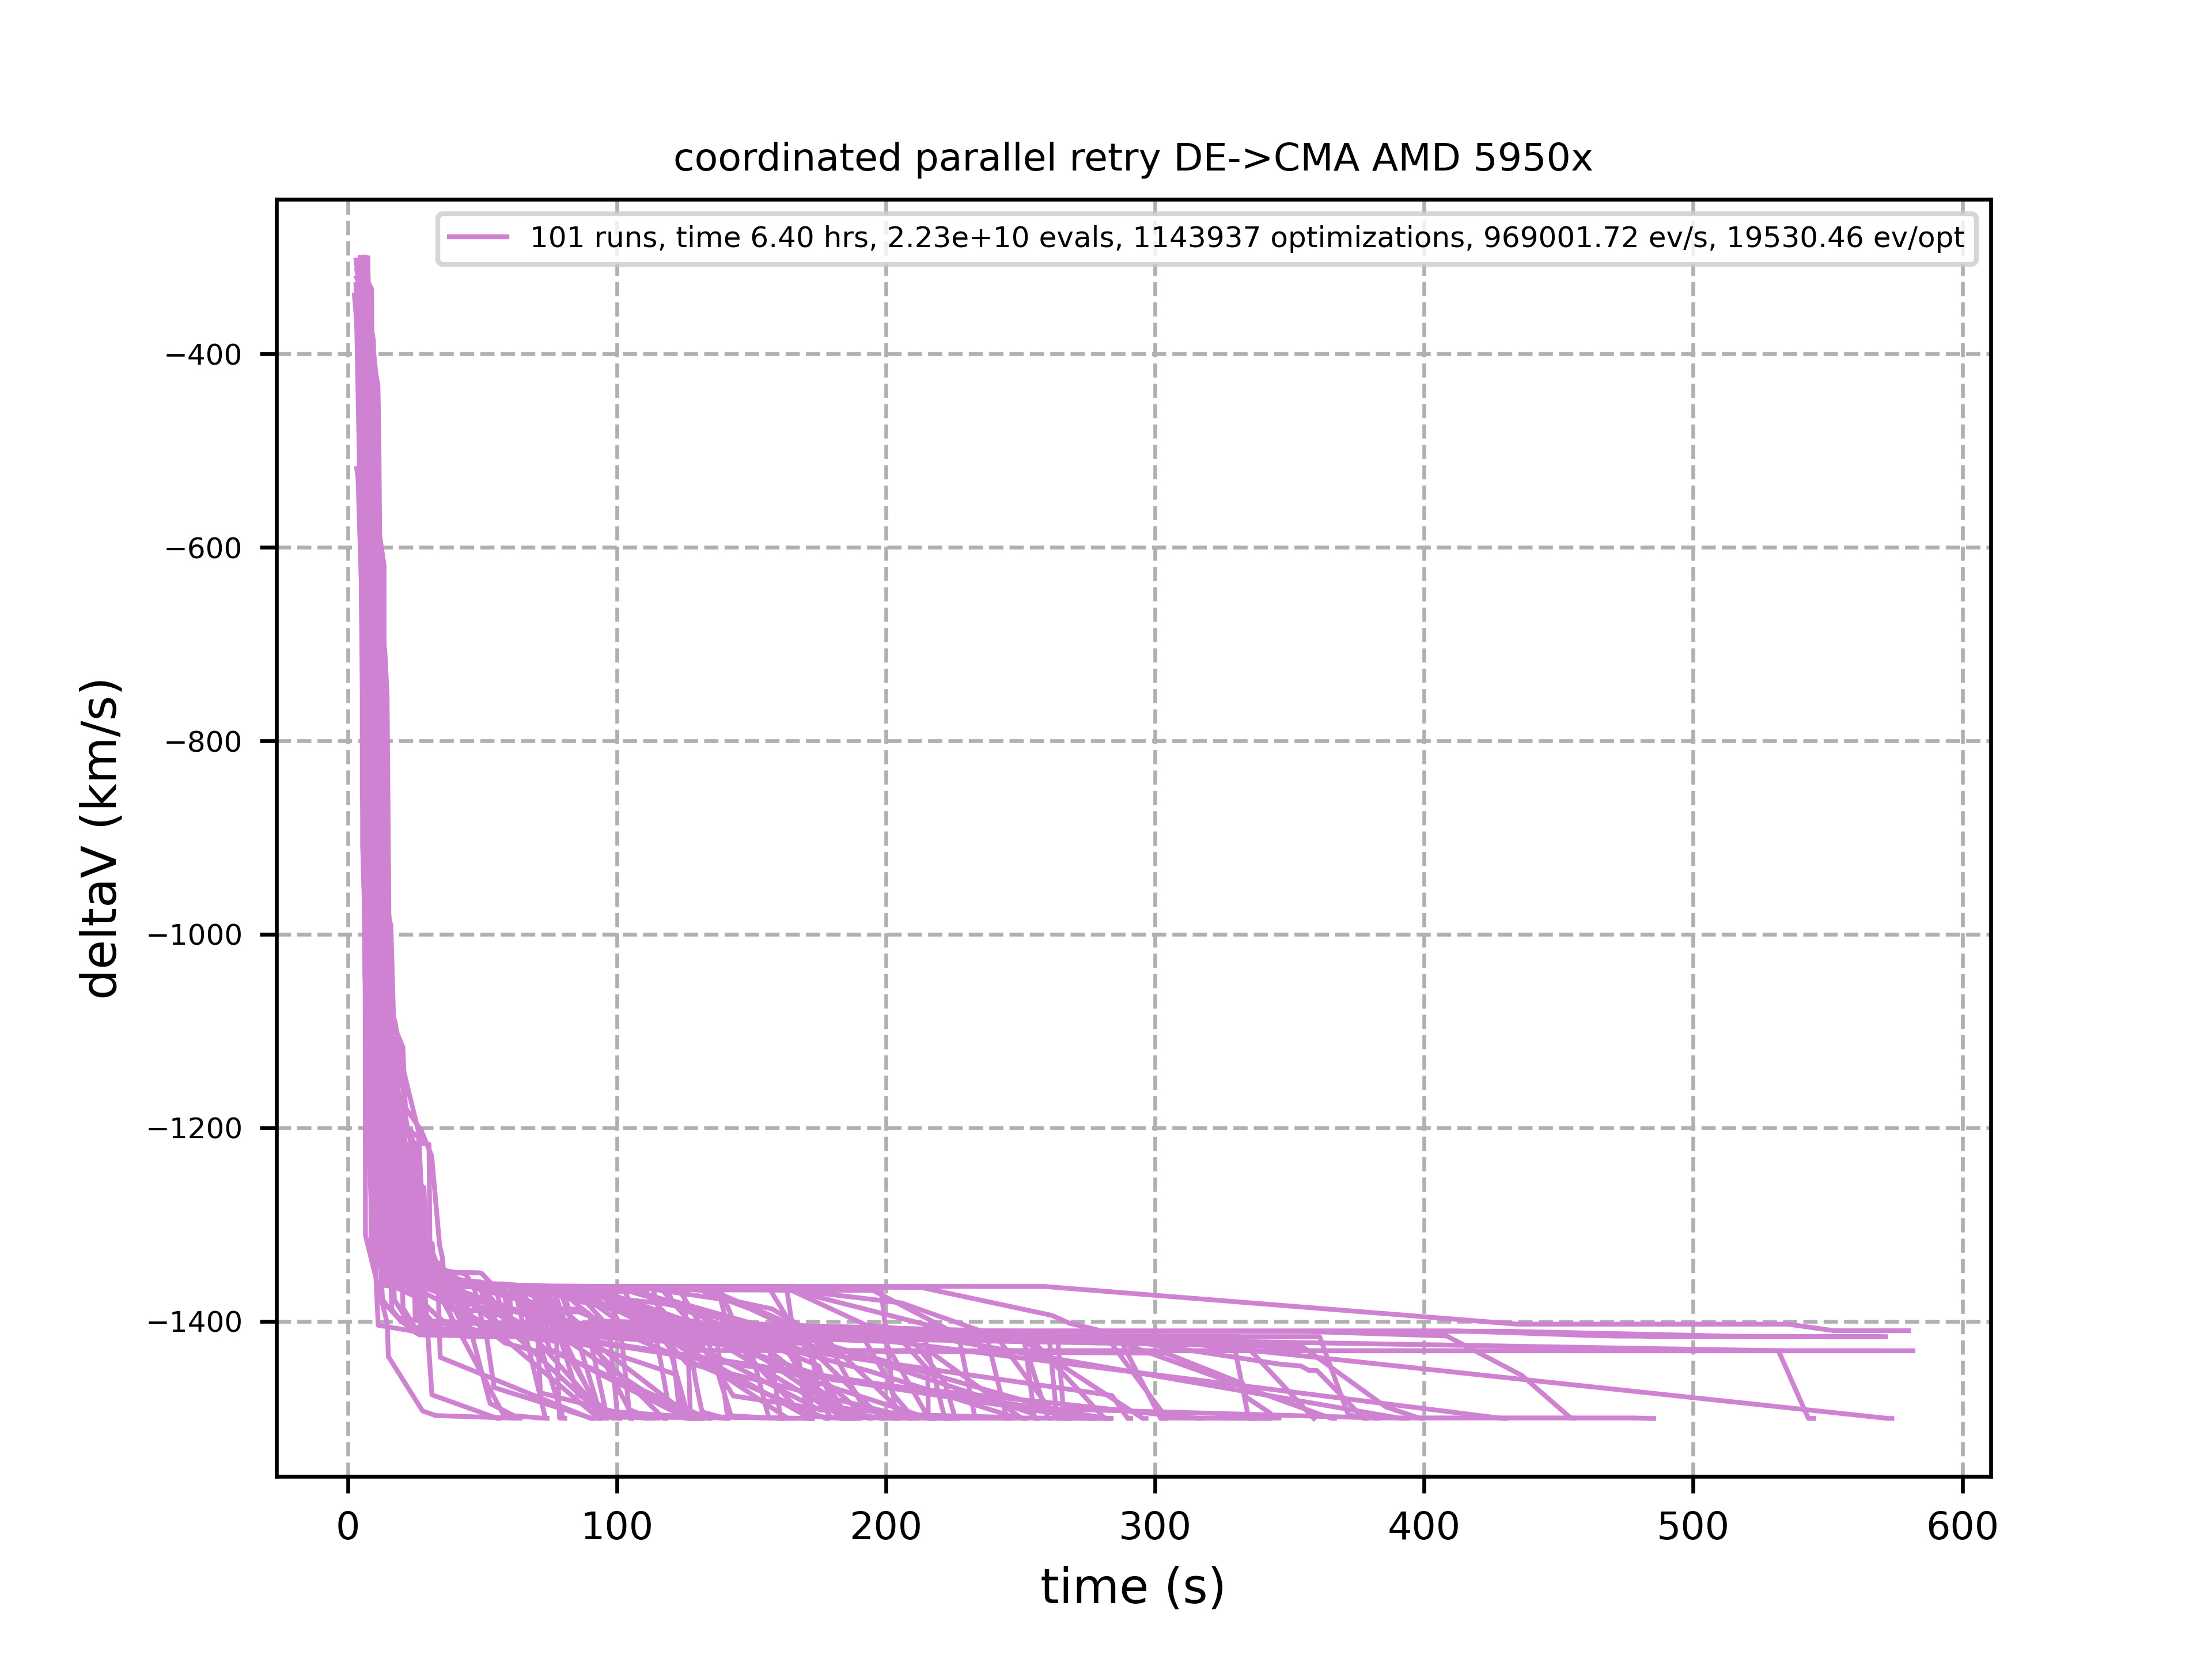 coordinated parallel retry DE->CMA AMD 5950x
101 runs, time 6.40 hrs, 2.23e+10 evals, 1143937 optimizations, 969001.72 ev/s, 19530.46 ev/opt
deltaV (km/s)
−400
−600
−800
−1000
−1200
−1400
0 100 200 300 400 500 600
time (s)